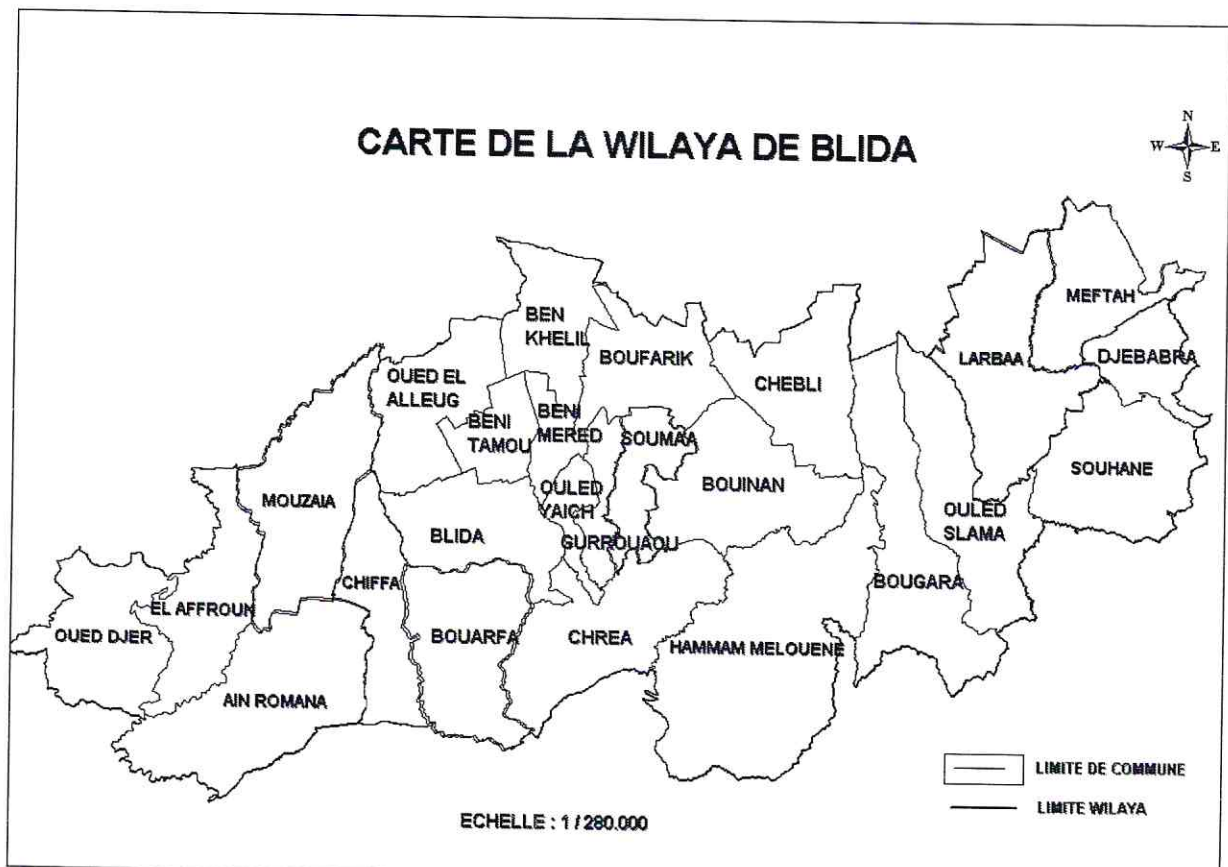 CARTE DE LA WILAYA DE BLIDA
N
W
E
S
MEFTAH
BEN
KHELIL
BOUFARIK
LARBAA
DJEBABRA
OUED EL
ALLEUG
CHEBLI
BENI
TAMOU
BENI
MERED
SOUMAA
SOUHANE
MOUZAIA
OULED
YAICH
BOUINAN
OULED
SLAMA
BLIDA
GURROUAOU
CHIFFA
BOUGARA
EL AFFROUN
OUED DJER
BOUARFA
CHREA
HAMMAM MELOUENE
AIN ROMANA
LIMITE DE COMMUNE
LIMITE WILAYA
ECHELLE : 1 / 280.000